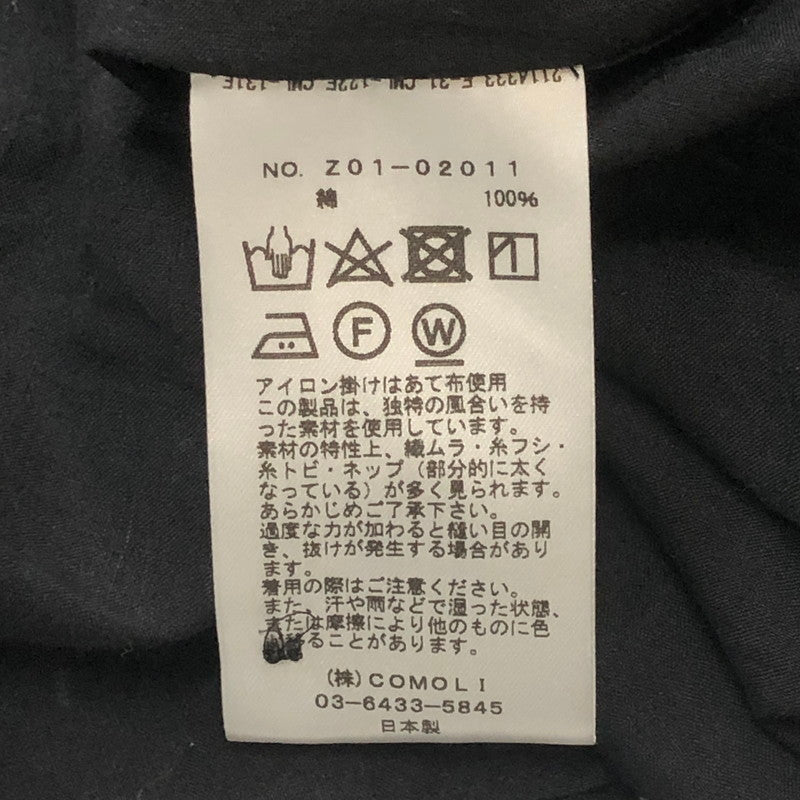 2114333 E-31 CML-122E CML-131E
NO. Z01-02011
綿 100%
F W
アイロン掛けはあて布使用
この製品は、独特の風合いを持
った素材を使用しています。
素材の特性上、織ムラ・糸フシ・
糸トビ・ネップ（部分的に太く
なっている）が多く見られます。
あらかじめご了承下さい。
過度な力が加わると縫い目の開
き、抜けが発生する場合があり
ます。
着用の際はご注意ください。
また、汗や雨などで湿った状態、
または摩擦により他のものに色
移ることがあります。
(株)COMOLI
03-6433-5845
日本製